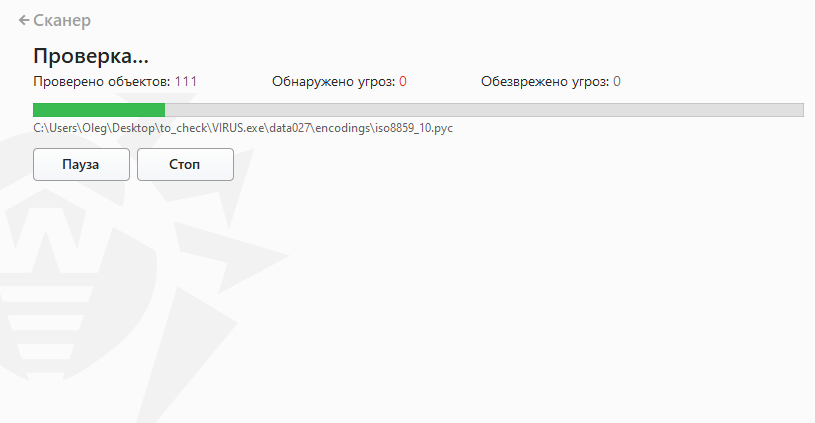 Сканер
Проверка...
Проверено объектов: 111 Обнаружено угроз: 0 Обезврежено угроз: 0
C:\Users\Oleg\Desktop\to_check\VIRUS.exe\data027\encodings\iso8859_10.pyc
Пауза Стоп